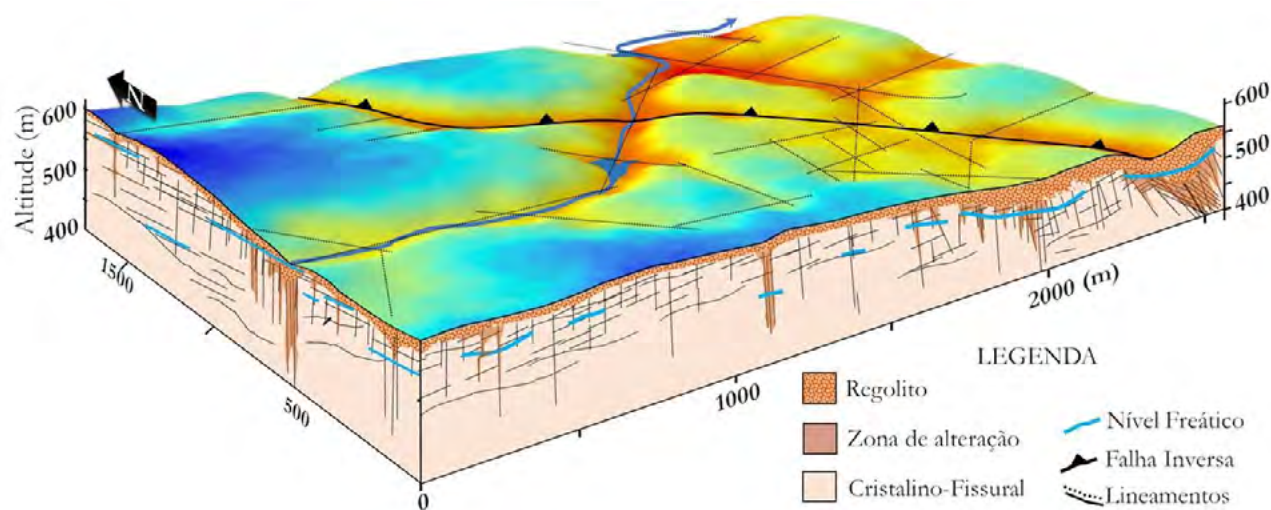 N
600
500
400
Altitude (m)
600
500
400
1500
500
0
1000
2000 (m)
LEGENDA
Regolito
Zona de alteração
Cristalino-Fissural
Nível Freático
Falha Inversa
Lineamentos